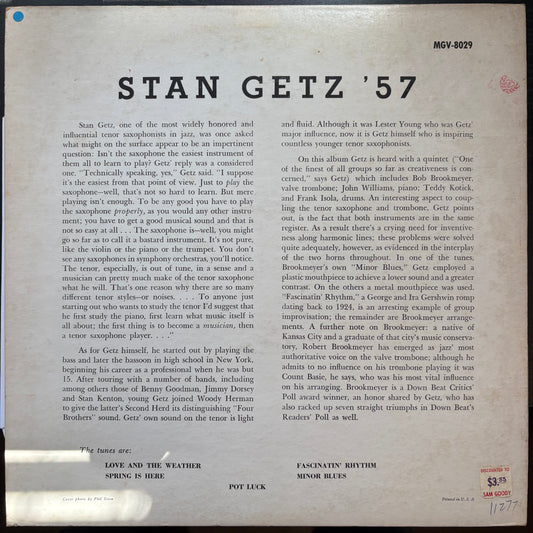 MGV-8029
STAN GETZ '57
Stan Getz, one of the most widely honored and
influential tenor saxophonists in jazz, was once asked
what might on the surface appear to be an impertinent
question: Isn't the saxophone the easiest instrument of
them all to learn to play? Getz' reply was a considered
one. "Technically speaking, yes," Getz said. "I suppose
it's the easiest from that point of view. Just to play the
saxophone—well, that's not so hard to learn. But mere
playing isn't enough. To be any good you have to play
the saxophone properly, as you would any other instru-
ment; you have to get a good musical sound and that is
not so easy at all . . . The saxophone is—well, you might
go so far as to call it a bastard instrument. It's not pure,
like the violin or the piano or the trumpet. You don't
see any saxophones in symphony orchestras, you'll notice.
The tenor, especially, is out of tune, in a sense and a
musician can pretty much make of the tenor saxophone
what he will. That's one reason why there are so many
different tenor styles—or noises. . . . To anyone just
starting out who wants to study the tenor I'd suggest that
he first study the piano, first learn what music itself is
all about; the first thing is to become a musician, then
a tenor saxophone player. . . ."
As for Getz himself, he started out by playing the
bass and later the bassoon in high school in New York,
beginning his career as a professional when he was but
15. After touring with a number of bands, including
among others those of Benny Goodman, Jimmy Dorsey
and Stan Kenton, young Getz joined Woody Herman
to give the latter's Second Herd its distinguishing "Four
Brothers" sound. Getz' own sound on the tenor is light
and fluid. Although it was Lester Young who was Getz'
major influence, now it is Getz himself who is inspiring
countless younger tenor saxophonists.
On this album Getz is heard with a quintet ("One
of the finest of all groups so far as creativeness is con-
cerned," says Getz) which includes Bob Brookmeyer,
valve trombone; John Williams, piano; Teddy Kotick,
and Frank Isola, drums. An interesting aspect to coup-
ling the tenor saxophone and trombone, Getz points
out, is the fact that both instruments are in the same
register. As a result there's a crying need for inventive-
ness along harmonic lines; these problems were solved
quite adequately, however, as evidenced in the interplay
of the two horns throughout. In one of the tunes,
Brookmeyer's own "Minor Blues," Getz employed a
plastic mouthpiece to achieve a lower sound and a greater
contrast. On the others a metal mouthpiece was used.
"Fascinatin' Rhythm," a George and Ira Gershwin romp
dating back to 1924, is an arresting example of group
improvisation; the remainder are Brookmeyer arrange-
ments. A further note on Brookmeyer: a native of
Kansas City and a graduate of that city's music conserva-
tory, Robert Brookmeyer has emerged as jazz' most
authoritative voice on the valve trombone; although he
admits to no influence on his trombone playing it was
Count Basie, he says, who was his most vital influence
on his arranging. Brookmeyer is a Down Beat Critics'
Poll award winner, an honor shared by Getz, who has
also racked up seven straight triumphs in Down Beat's
Readers' Poll as well.
The tunes are:
LOVE AND THE WEATHER
SPRING IS HERE
FASCINATIN' RHYTHM
MINOR BLUES
POT LUCK
Cover photo by Phil Stern
Printed in U. S. A.
DISCOUNTED TO
SAM GOODY